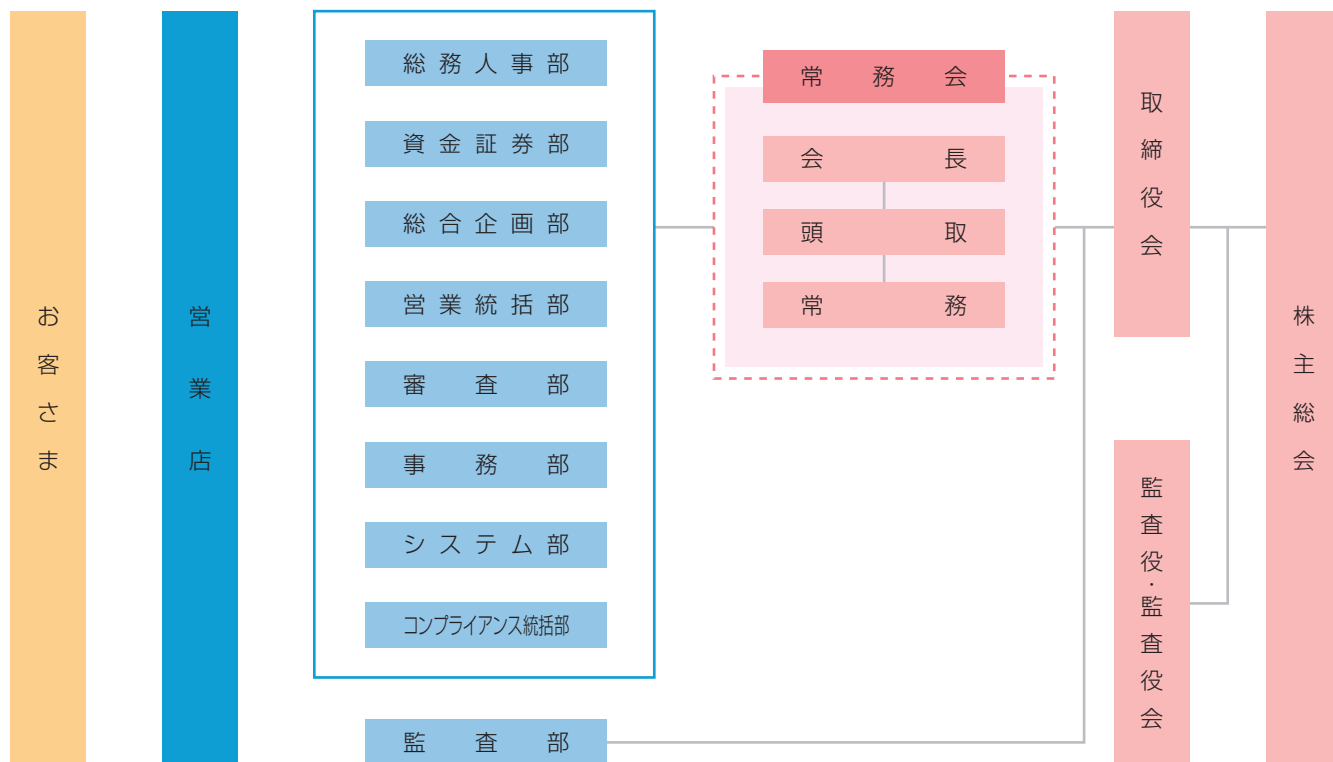 お客さま
営業店
総務人事部
資金証券部
総合企画部
営業統括部
審査部
事務部
システム部
コンプライアンス統括部
監査部
常務会
会長
頭取
常務
取締役会
監査役・監査役会
株主総会